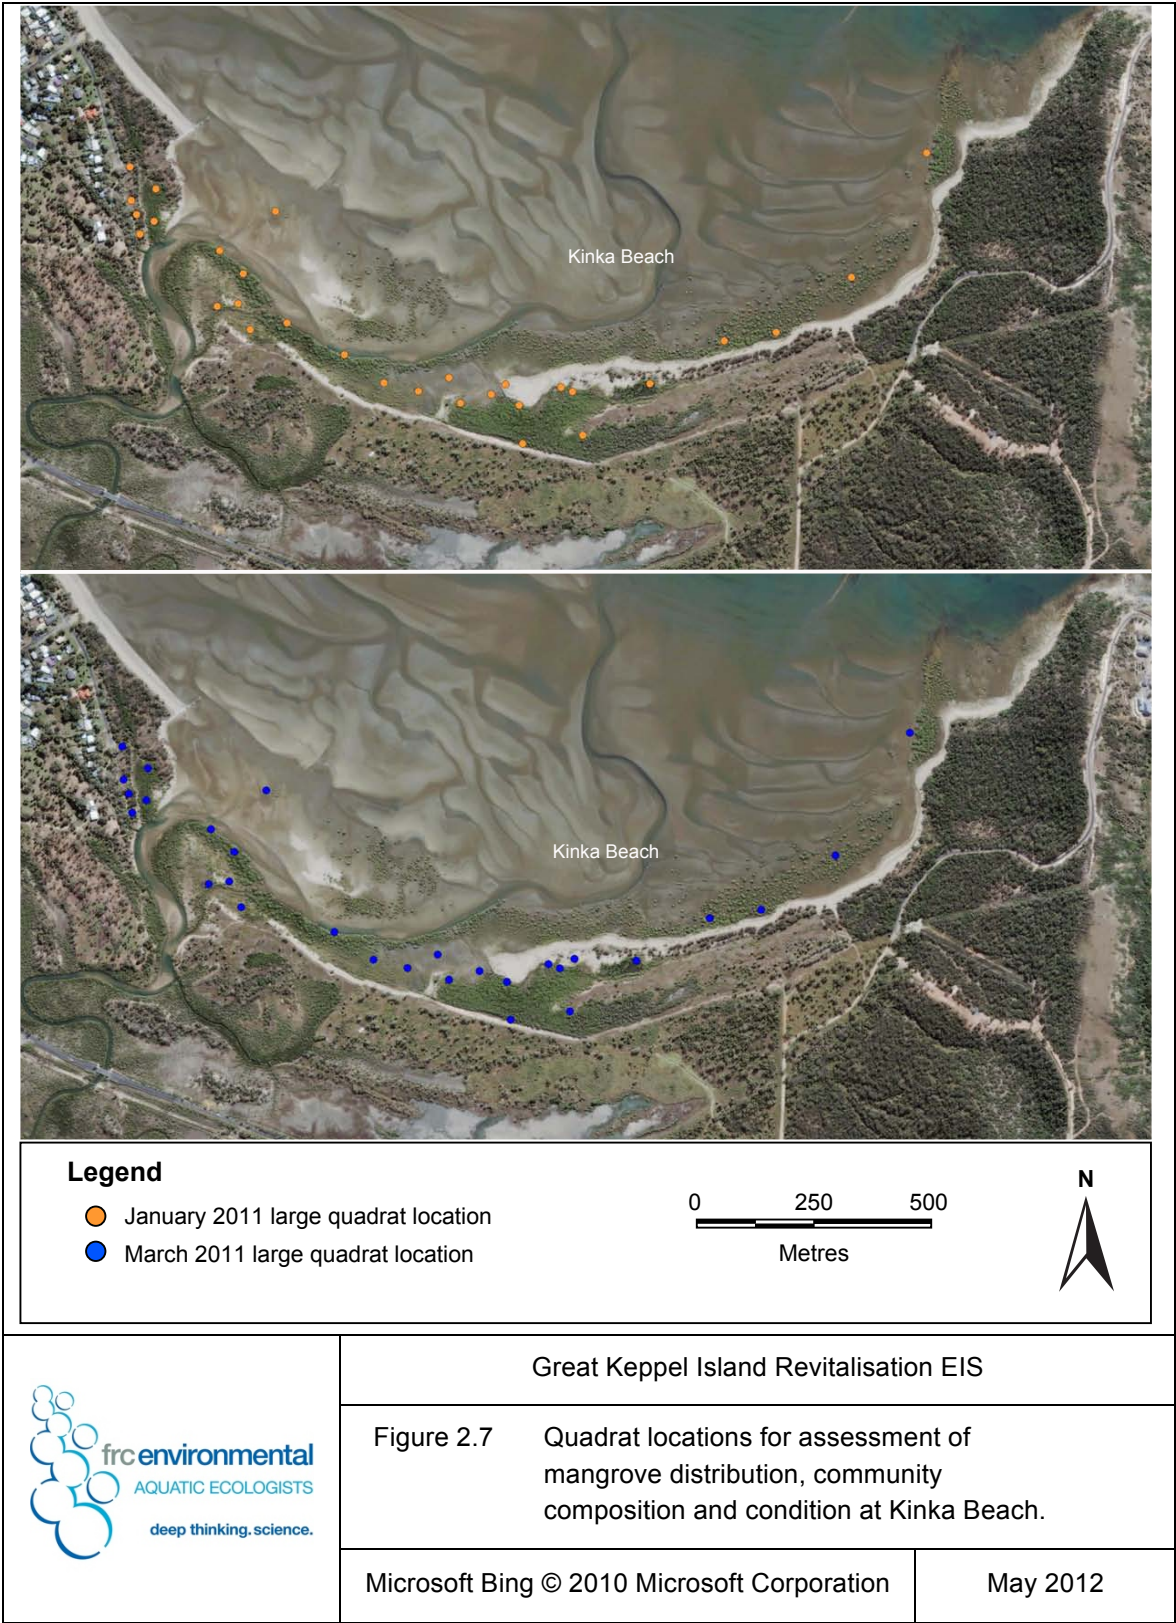 Kinka Beach
Kinka Beach
Legend
January 2011 large quadrat location
March 2011 large quadrat location
0 250 500
Metres
N
frc environmental
AQUATIC ECOLOGISTS
deep thinking. science.
Great Keppel Island Revitalisation EIS
Figure 2.7 Quadrat locations for assessment of
mangrove distribution, community
composition and condition at Kinka Beach.
Microsoft Bing © 2010 Microsoft Corporation
May 2012